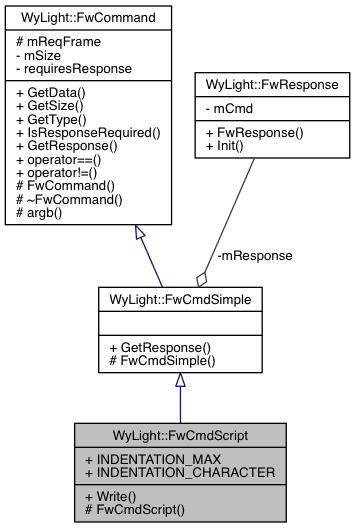 WyLight::FwCommand
# mReqFrame
- mSize
- requiresResponse
+ GetData()
+ GetSize()
+ GetType()
+ IsResponseRequired()
+ GetResponse()
+ operator==()
+ operator!=()
# FwCommand()
# ~FwCommand()
# argb()
WyLight::FwResponse
- mCmd
+ FwResponse()
+ Init()
-mResponse
WyLight::FwCmdSimple
+ GetResponse()
# FwCmdSimple()
WyLight::FwCmdScript
+ INDENTATION_MAX
+ INDENTATION_CHARACTER
+ Write()
# FwCmdScript()